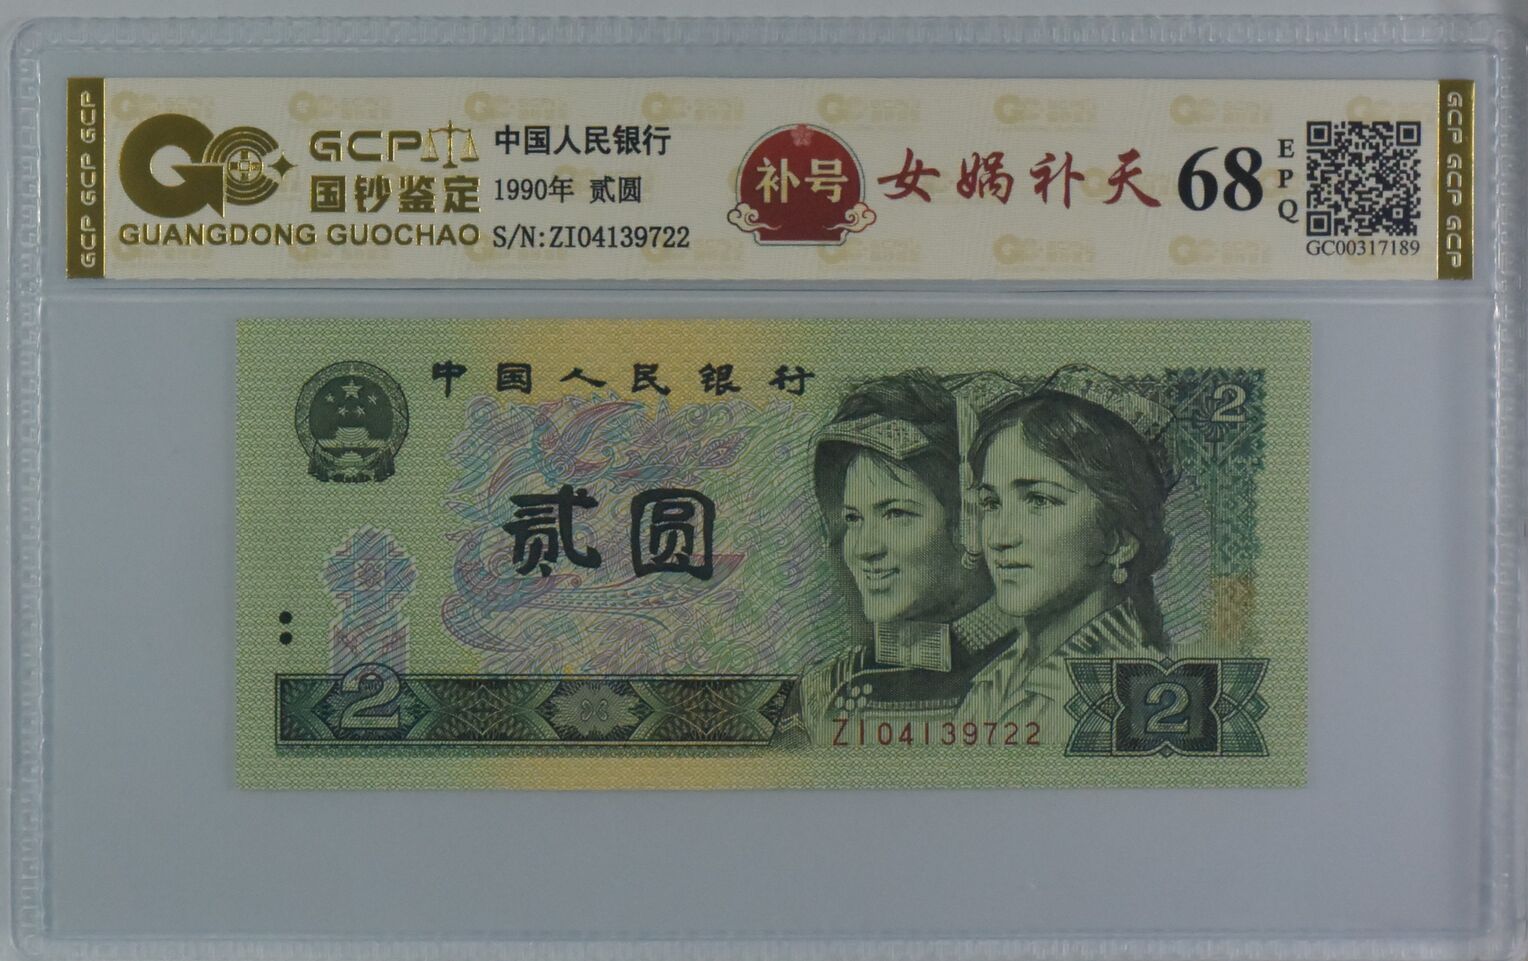 GCP GCP GCP
GCP
国钞鉴定
GUANGDONG GUOCHAO
中国人民银行
1990年 贰圆
S/N:ZI04139722
补号
女娲补天
68
EPQ
GC00317189
GCP GCP GCP
中国人民银行
2
贰圆
2
ZI04139722
2